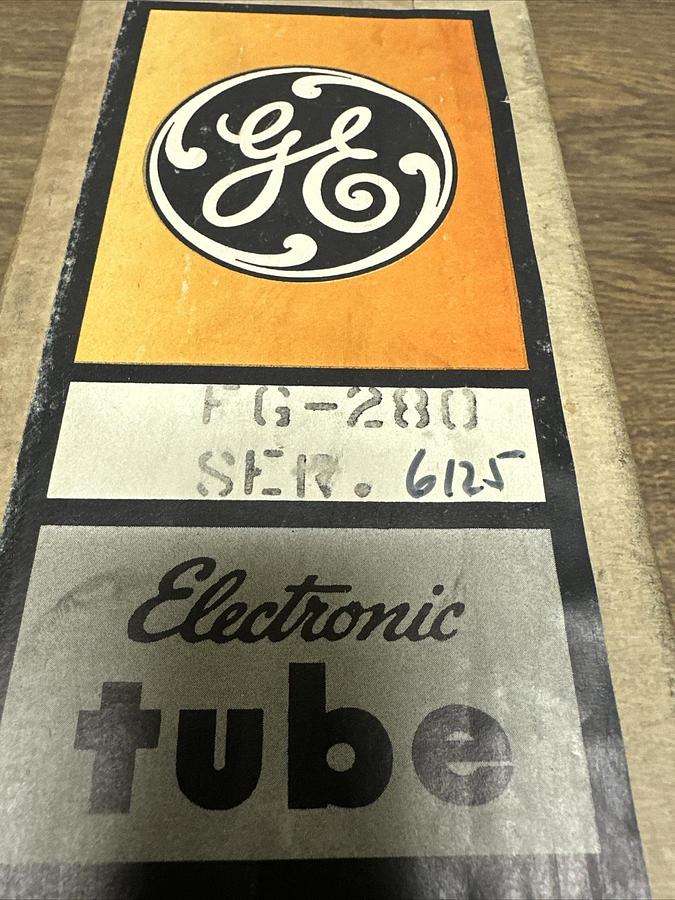 GE
FG-280
SER. 6125
Electronic
tube